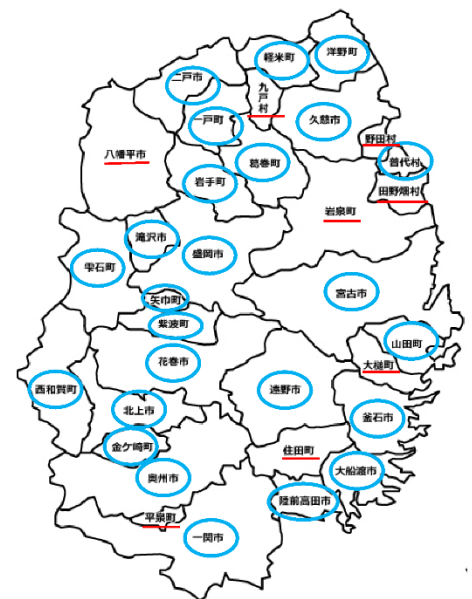 洋野町
軽米町
二戸市
九戸村
久慈市
一戸町
野田村
八幡平市
葛巻町
普代村
岩手町
田野畑村
岩泉町
滝沢市
盛岡市
雫石町
宮古市
矢巾町
紫波町
山田町
花巻市
大槌町
西和賀町
遠野市
北上市
釜石市
金ケ崎町
住田町
大船渡市
奥州市
陸前高田市
平泉町
一関市